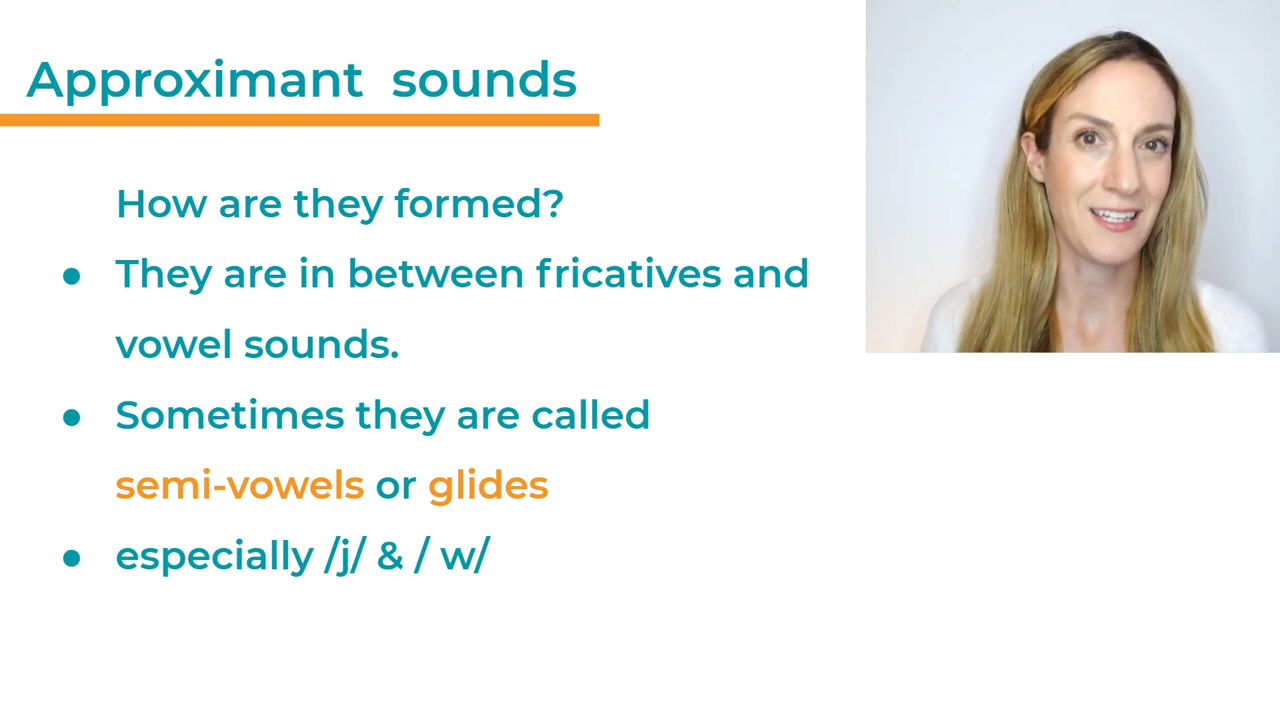 Approximant sounds
How are they formed?
● They are in between fricatives and
vowel sounds.
● Sometimes they are called
semi-vowels or glides
● especially /j/ & / w/